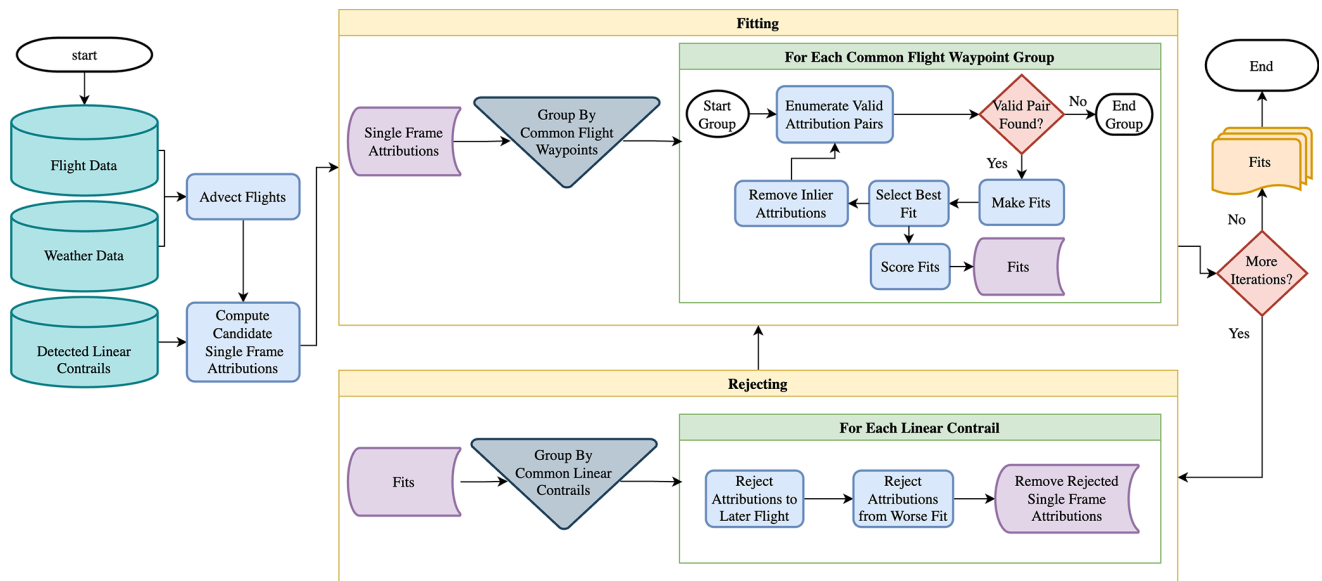 start
Flight Data
Weather Data
Detected Linear
Contrails
Advect Flights
Compute
Candidate
Single Frame
Attributions
Fitting
Single Frame
Attributions
Group By
Common Flight
Waypoints
For Each Common Flight Waypoint Group
Start
Group
Enumerate Valid
Attribution Pairs
Valid Pair
Found?
No
End
Group
Yes
Make Fits
Select Best
Fit
Remove Inlier
Attributions
Score Fits
Fits
Rejecting
Fits
Group By
Common Linear
Contrails
For Each Linear Contrail
Reject
Attributions to
Later Flight
Reject
Attributions
from Worse Fit
Remove Rejected
Single Frame
Attributions
More
Iterations?
Yes
No
Fits
End